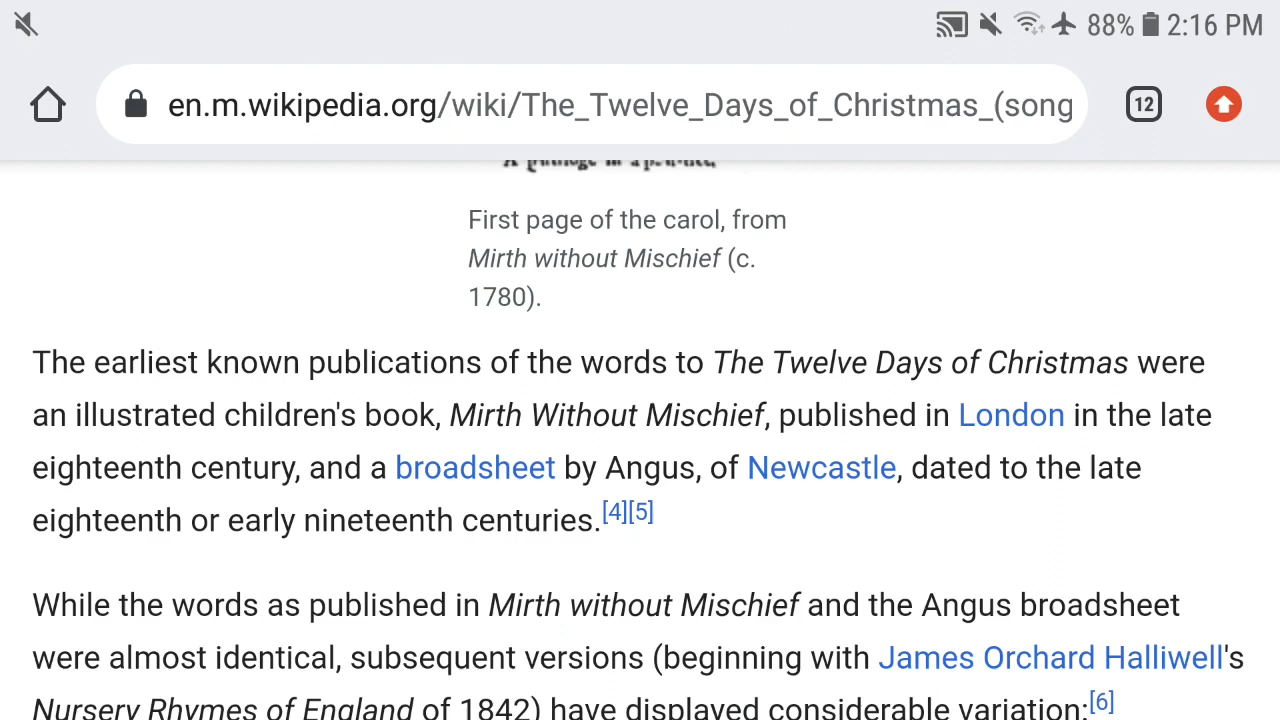 88% 2:16 PM
en.m.wikipedia.org/wiki/The_Twelve_Days_of_Christmas_(song
12
First page of the carol, from
Mirth without Mischief (c.
1780).
The earliest known publications of the words to The Twelve Days of Christmas were
an illustrated children's book, Mirth Without Mischief, published in London in the late
eighteenth century, and a broadsheet by Angus, of Newcastle, dated to the late
eighteenth or early nineteenth centuries.[4][5]
While the words as published in Mirth without Mischief and the Angus broadsheet
were almost identical, subsequent versions (beginning with James Orchard Halliwell's
Nursery Rhymes of England of 1842) have displayed considerable variation:[6]